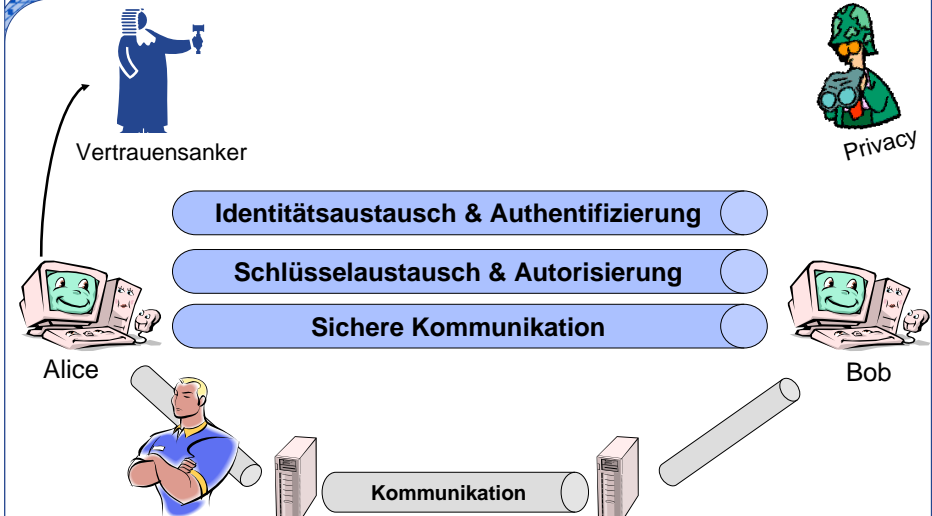 Vertrauensanker
Privacy
Identitätsaustausch & Authentifizierung
Schlüsselaustausch & Autorisierung
Sichere Kommunikation
Alice
Bob
Kommunikation